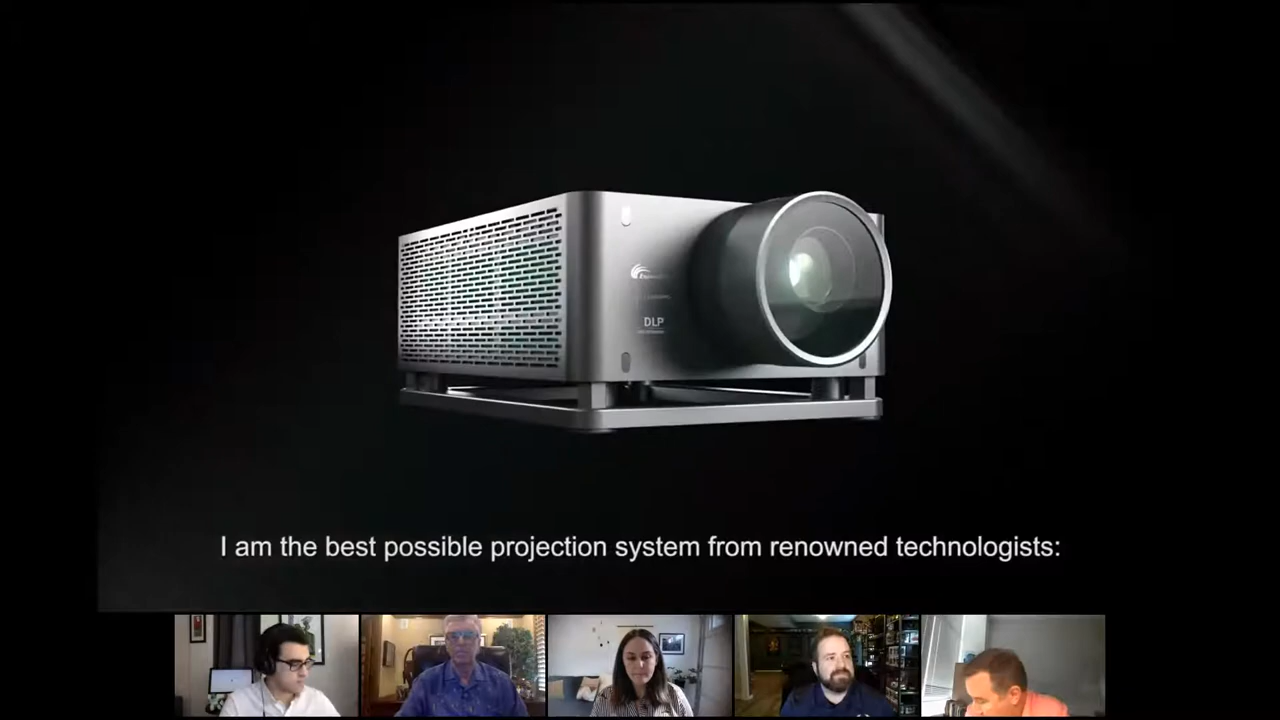 DLP
I am the best possible projection system from renowned technologists: